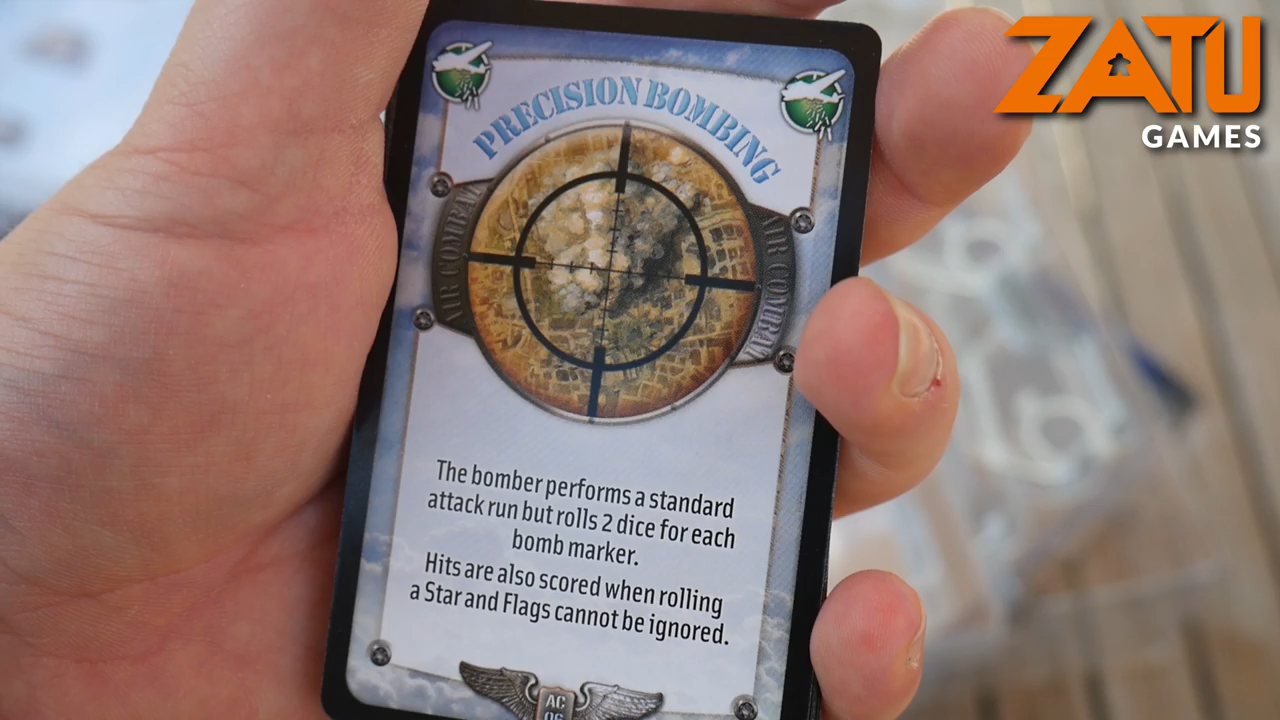 ZATU
GAMES
PRECISION BOMBING
AIR COMBAT
AIR COMBAT
The bomber performs a standard
attack run but rolls 2 dice for each
bomb marker.
Hits are also scored when rolling
a Star and Flags cannot be ignored.
AC
06